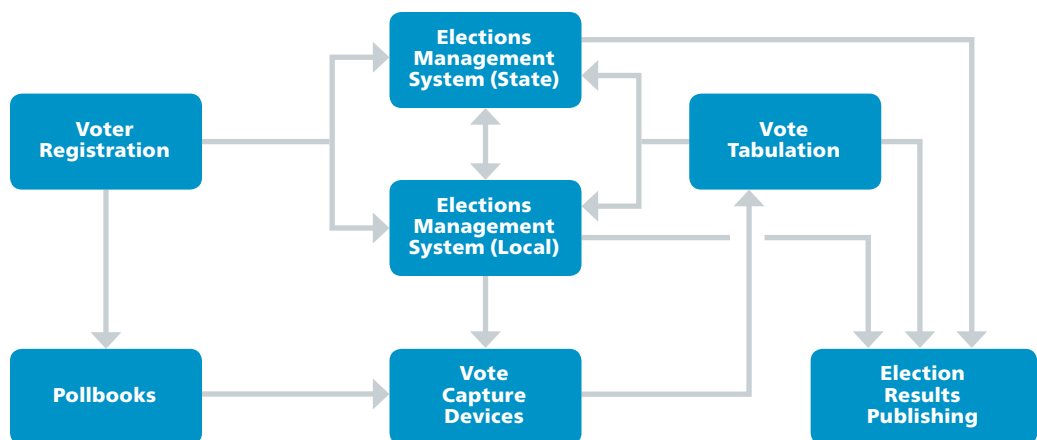 Elections
Management
System (State)
Voter
Registration
Vote
Tabulation
Elections
Management
System (Local)
Pollbooks
Vote
Capture
Devices
Election
Results
Publishing